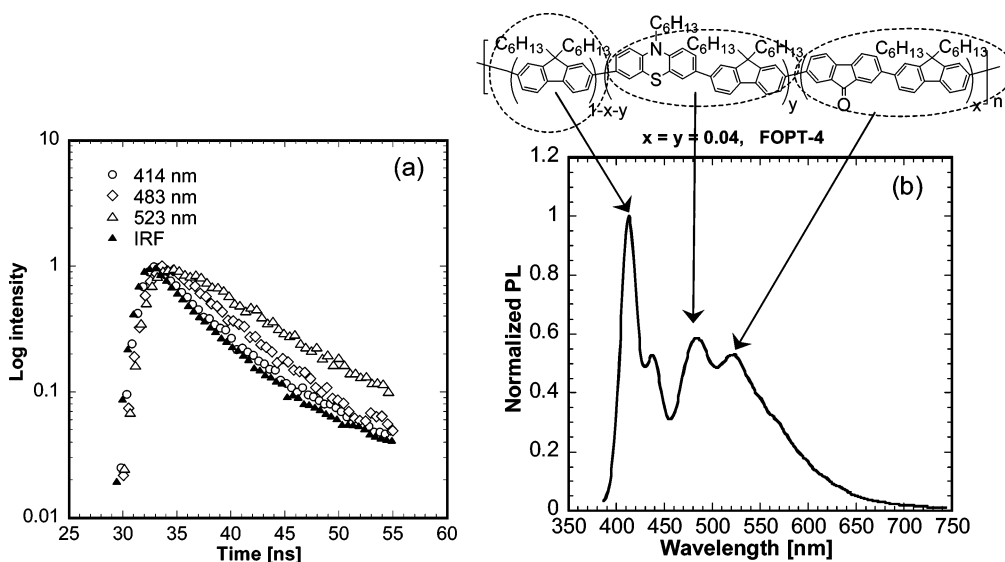 C6H13
C6H13 C6H13 N C6H13 C6H13 C6H13 C6H13
S O
1-x-y y x n
x = y = 0.04, FOPT-4
(a)
414 nm
483 nm
523 nm
IRF
10
1
0.1
0.01
25 30 35 40 45 50 55 60
Log intensity
Time [ns]
(b)
1.2
1
0.8
0.6
0.4
0.2
0
350 400 450 500 550 600 650 700 750
Normalized PL
Wavelength [nm]